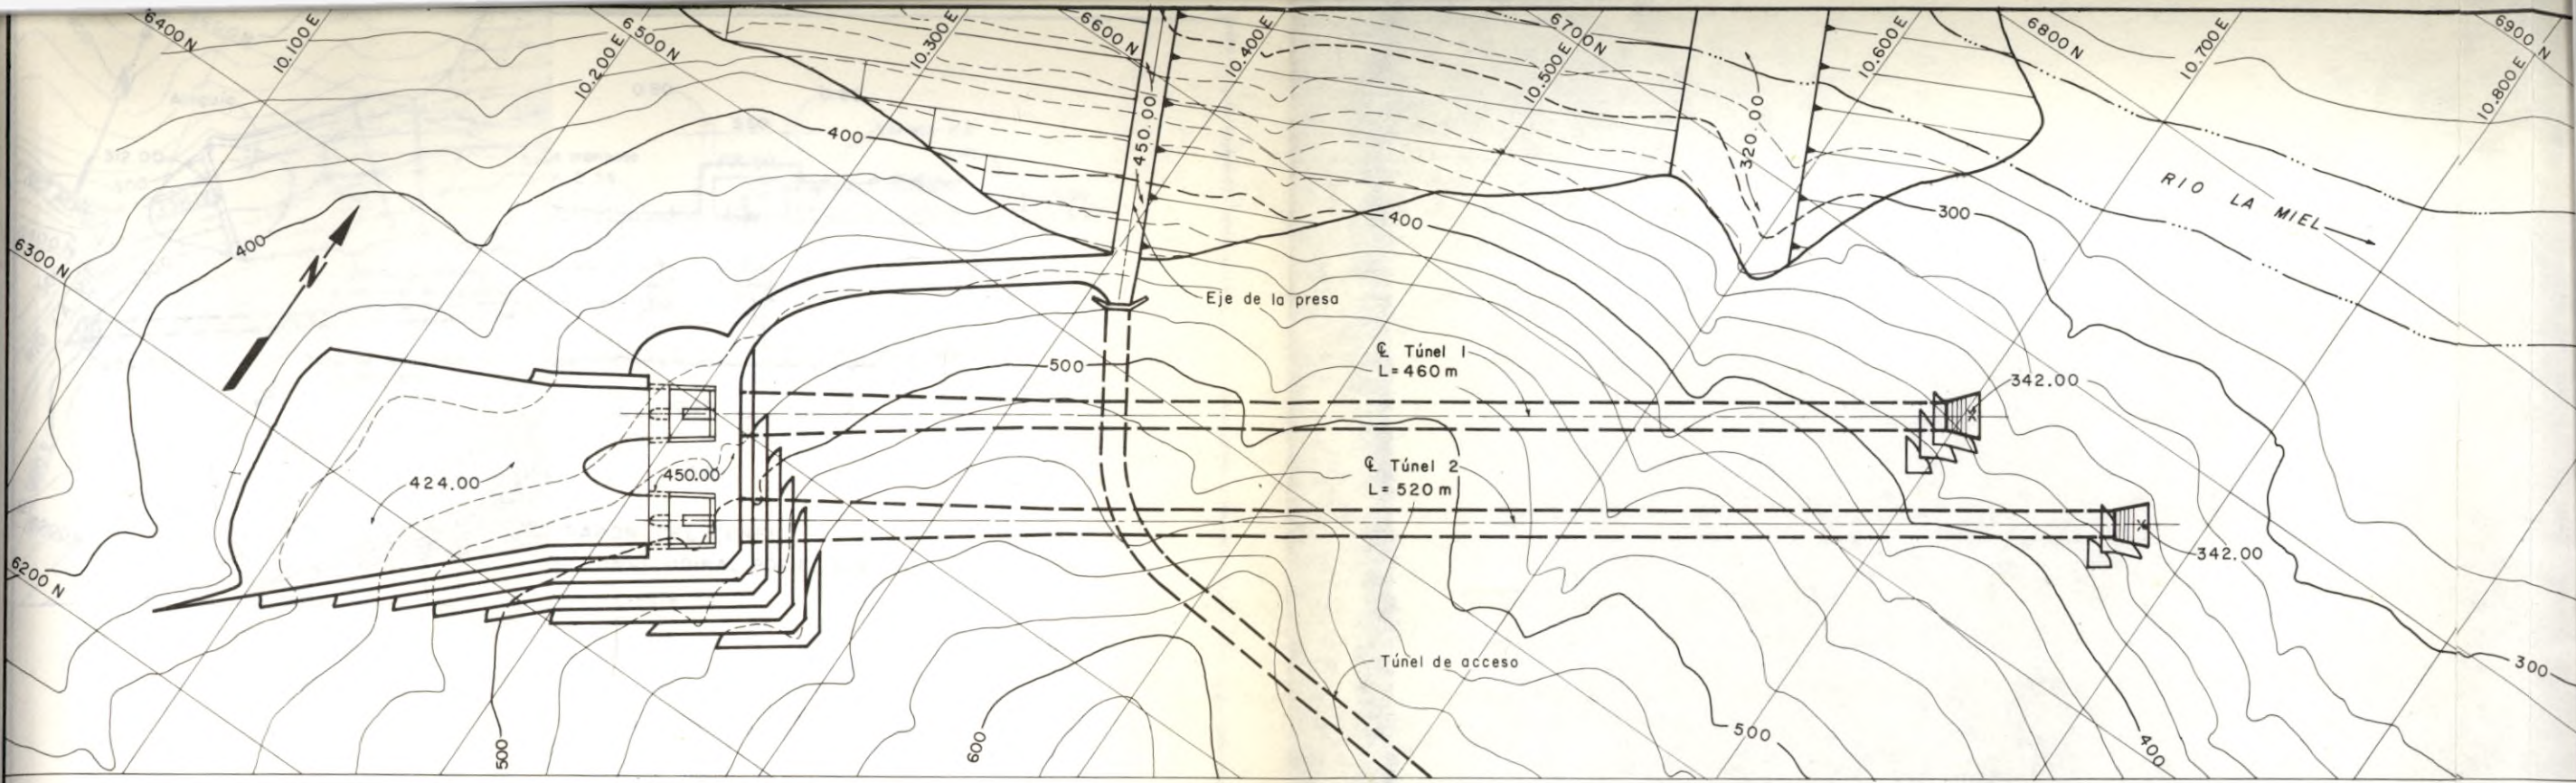 6400 N
10.100 E
10.200 E
6500 N
10.300 E
6600 N
10.400 E
10.500 E
6700 N
10.600 E
6800 N
10.700 E
6900 N
10.800 E
400
450.00
320.00
RIO LA MIEL
400
300
400
6300 N
N
Eje de la presa
℄ Túnel 1
L= 460 m
500
342.00
424.00
450.00
℄ Túnel 2
L= 520 m
342.00
6200 N
Túnel de acceso
300
500
600
500
400